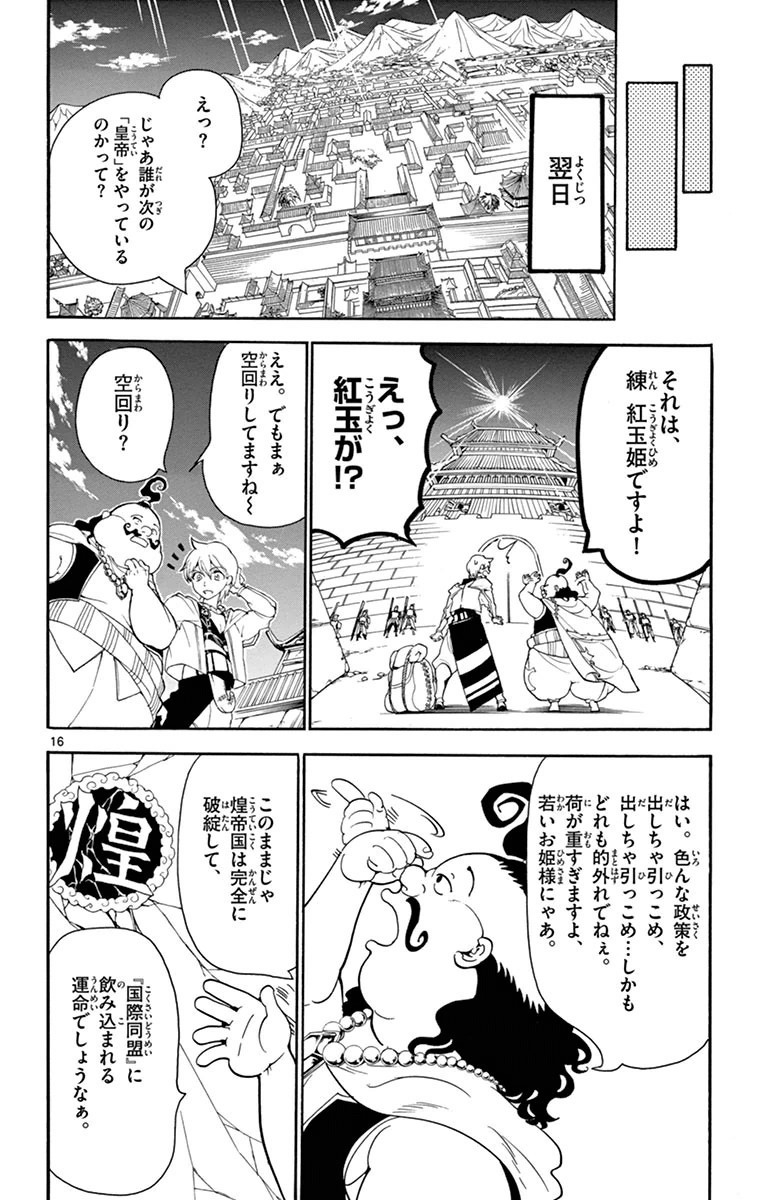 翌日
えっ？
じゃあ誰が次の
「皇帝」をやっている
のかって？
それは、
練 紅玉姫ですよ！
えっ、
紅玉が!?
ええ。でもまぁ
空回りしてますね〜
空回り？
16
はい。色んな政策を
出しちゃ引っこめ、
出しちゃ引っこめ…しかも
どれも的外れでねぇ。
荷が重すぎますよ、
若いお姫様にゃあ。
このままじゃ
煌帝国は完全に
破綻して、
煌
『国際同盟』に
飲み込まれる
運命でしょうなぁ。